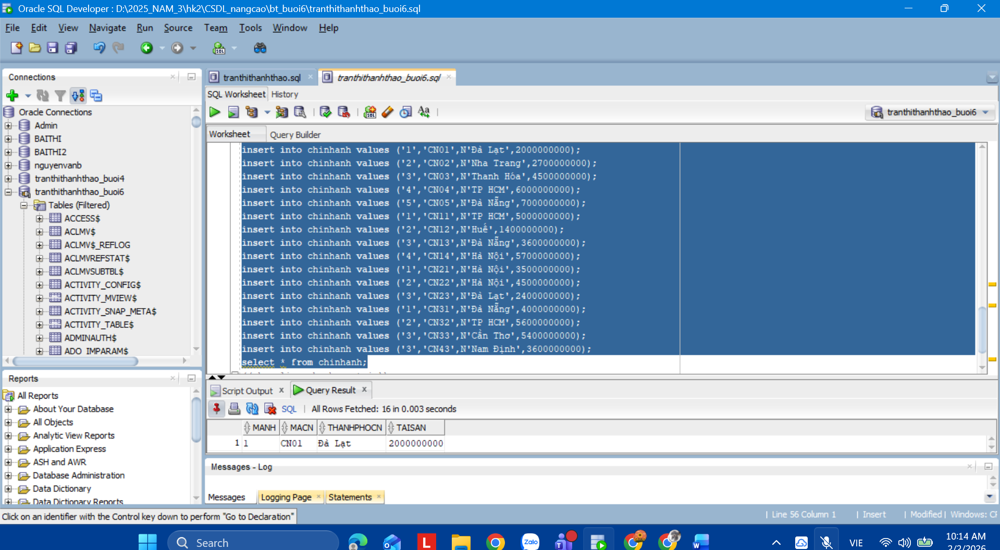 Oracle SQL Developer : D:\2025_NAM_3\hk2\CSDL_nangcao\bt_buoi6\tranthithanhthao_buoi6.sql
File Edit View Navigate Run Source Team Tools Window Help
Connections
Oracle Connections
Admin
BAITHI
BAITHI2
nguyenvanb
tranthithanhthao_buoi4
tranthithanhthao_buoi6
Tables (Filtered)
ACCESS$
ACLMV$
ACLMV$_REFLOG
ACLMVREFSTAT$
ACLMVSUBTBL$
ACTIVITY_CONFIG$
ACTIVITY_MVIEW$
ACTIVITY_SNAP_META$
ACTIVITY_TABLE$
ADMINAUTH$
ADO_IMPARAM$
Reports
All Reports
About Your Database
All Objects
Analytic View Reports
Application Express
ASH and AWR
Database Administration
Data Dictionary
Data Dictionary Reports
tranthithanhthao.sql
tranthithanhthao_buoi6.sql
SQL Worksheet History
tranthithanhthao_buoi6
Worksheet Query Builder
insert into chinhanh values ('1','CN01',N'Đà Lạt',2000000000);
insert into chinhanh values ('2','CN02',N'Nha Trang',2700000000);
insert into chinhanh values ('3','CN03',N'Thanh Hóa',4500000000);
insert into chinhanh values ('4','CN04',N'TP HCM',6000000000);
insert into chinhanh values ('5','CN05',N'Đà Nẵng',7000000000);
insert into chinhanh values ('1','CN11',N'TP HCM',5000000000);
insert into chinhanh values ('2','CN12',N'Huế',1400000000);
insert into chinhanh values ('3','CN13',N'Đà Nẵng',3600000000);
insert into chinhanh values ('4','CN14',N'Hà Nội',5700000000);
insert into chinhanh values ('1','CN21',N'Hà Nội',3500000000);
insert into chinhanh values ('2','CN22',N'Hà Nội',4500000000);
insert into chinhanh values ('3','CN23',N'Đà Lạt',2400000000);
insert into chinhanh values ('1','CN31',N'Đà Nẵng',4000000000);
insert into chinhanh values ('2','CN32',N'TP HCM',5600000000);
insert into chinhanh values ('3','CN33',N'Cần Thơ',5400000000);
insert into chinhanh values ('3','CN43',N'Nam Định',3600000000);
select * from chinhanh;
Script Output Query Result
SQL | All Rows Fetched: 16 in 0.003 seconds
MANH MACN THANHPHOCN TAISAN
1 1 CN01 Đà Lạt 2000000000
Messages - Log
Messages Logging Page Statements
Click on an identifier with the Control key down to perform "Go to Declaration"
| Line 56 Column 1 | Insert | Modified | Windows:
Search
Zalo
VIE
10:14 AM
2/2/2026